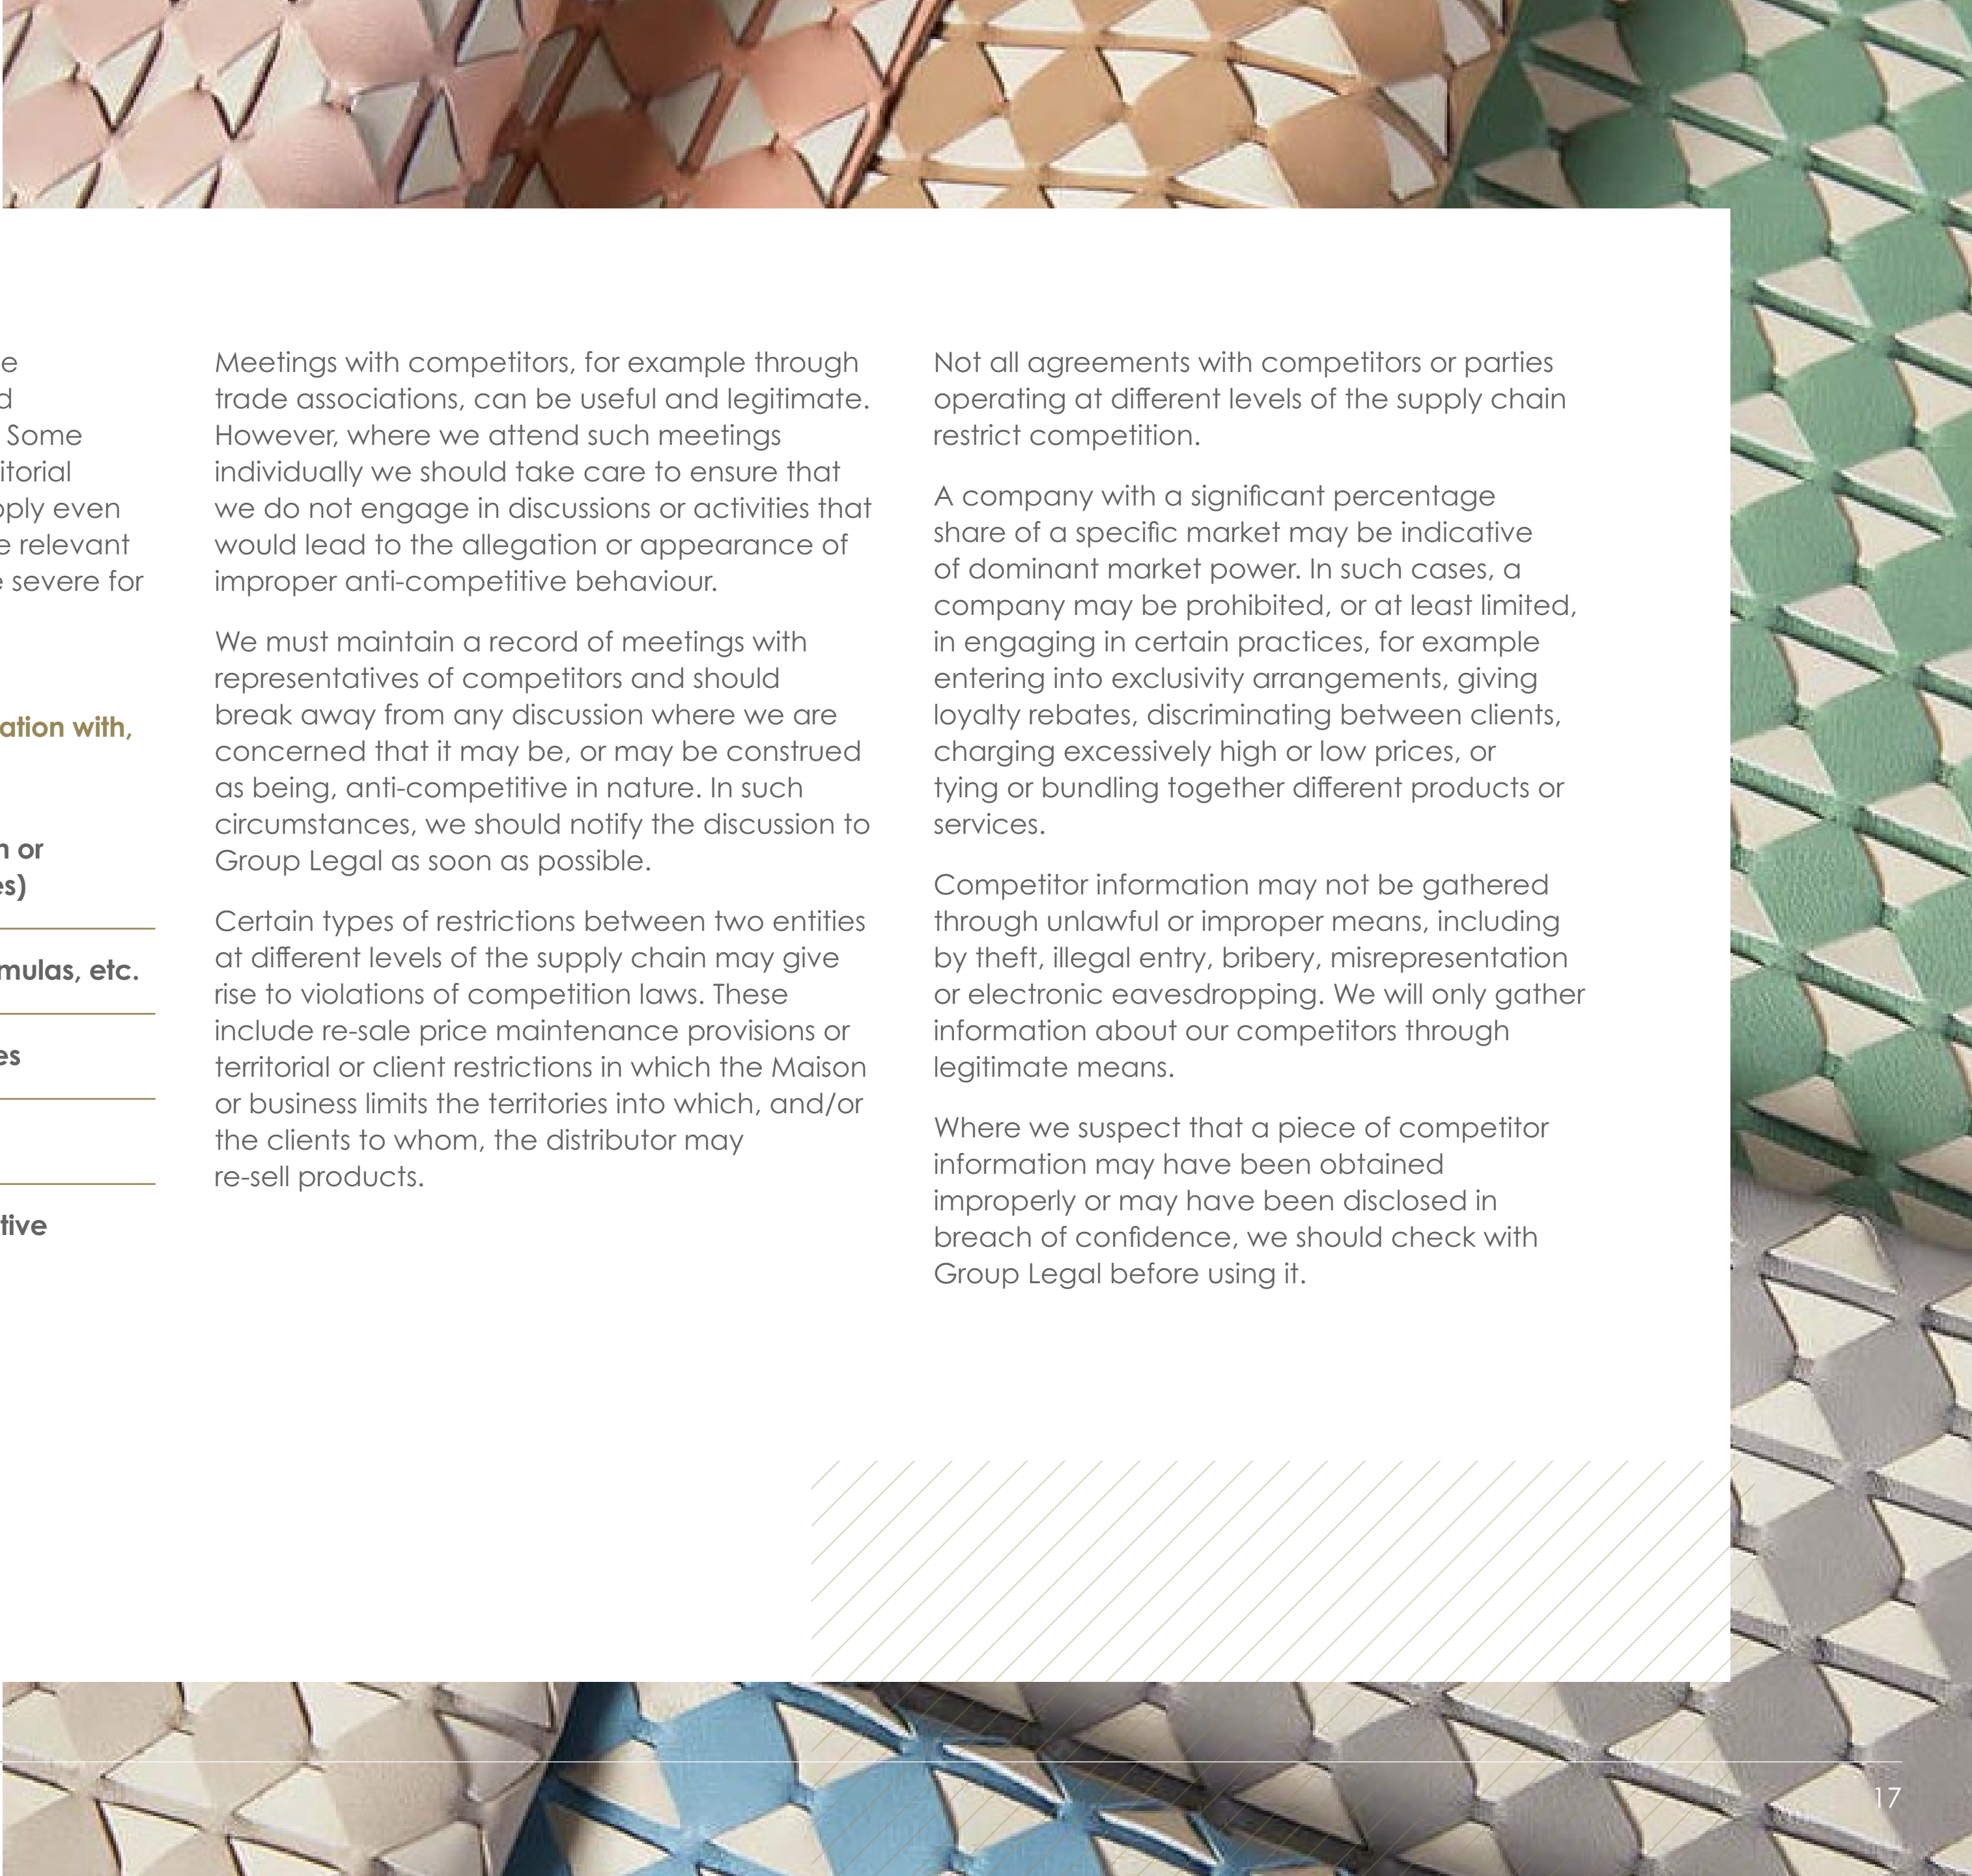 e
d
Some
itorial
pply even
e relevant
e severe for
ation with,
n or
es)
mulas, etc.
es
tive
Meetings with competitors, for example through
trade associations, can be useful and legitimate.
However, where we attend such meetings
individually we should take care to ensure that
we do not engage in discussions or activities that
would lead to the allegation or appearance of
improper anti-competitive behaviour.
We must maintain a record of meetings with
representatives of competitors and should
break away from any discussion where we are
concerned that it may be, or may be construed
as being, anti-competitive in nature. In such
circumstances, we should notify the discussion to
Group Legal as soon as possible.
Certain types of restrictions between two entities
at different levels of the supply chain may give
rise to violations of competition laws. These
include re-sale price maintenance provisions or
territorial or client restrictions in which the Maison
or business limits the territories into which, and/or
the clients to whom, the distributor may
re-sell products.
Not all agreements with competitors or parties
operating at different levels of the supply chain
restrict competition.
A company with a significant percentage
share of a specific market may be indicative
of dominant market power. In such cases, a
company may be prohibited, or at least limited,
in engaging in certain practices, for example
entering into exclusivity arrangements, giving
loyalty rebates, discriminating between clients,
charging excessively high or low prices, or
tying or bundling together different products or
services.
Competitor information may not be gathered
through unlawful or improper means, including
by theft, illegal entry, bribery, misrepresentation
or electronic eavesdropping. We will only gather
information about our competitors through
legitimate means.
Where we suspect that a piece of competitor
information may have been obtained
improperly or may have been disclosed in
breach of confidence, we should check with
Group Legal before using it.
17